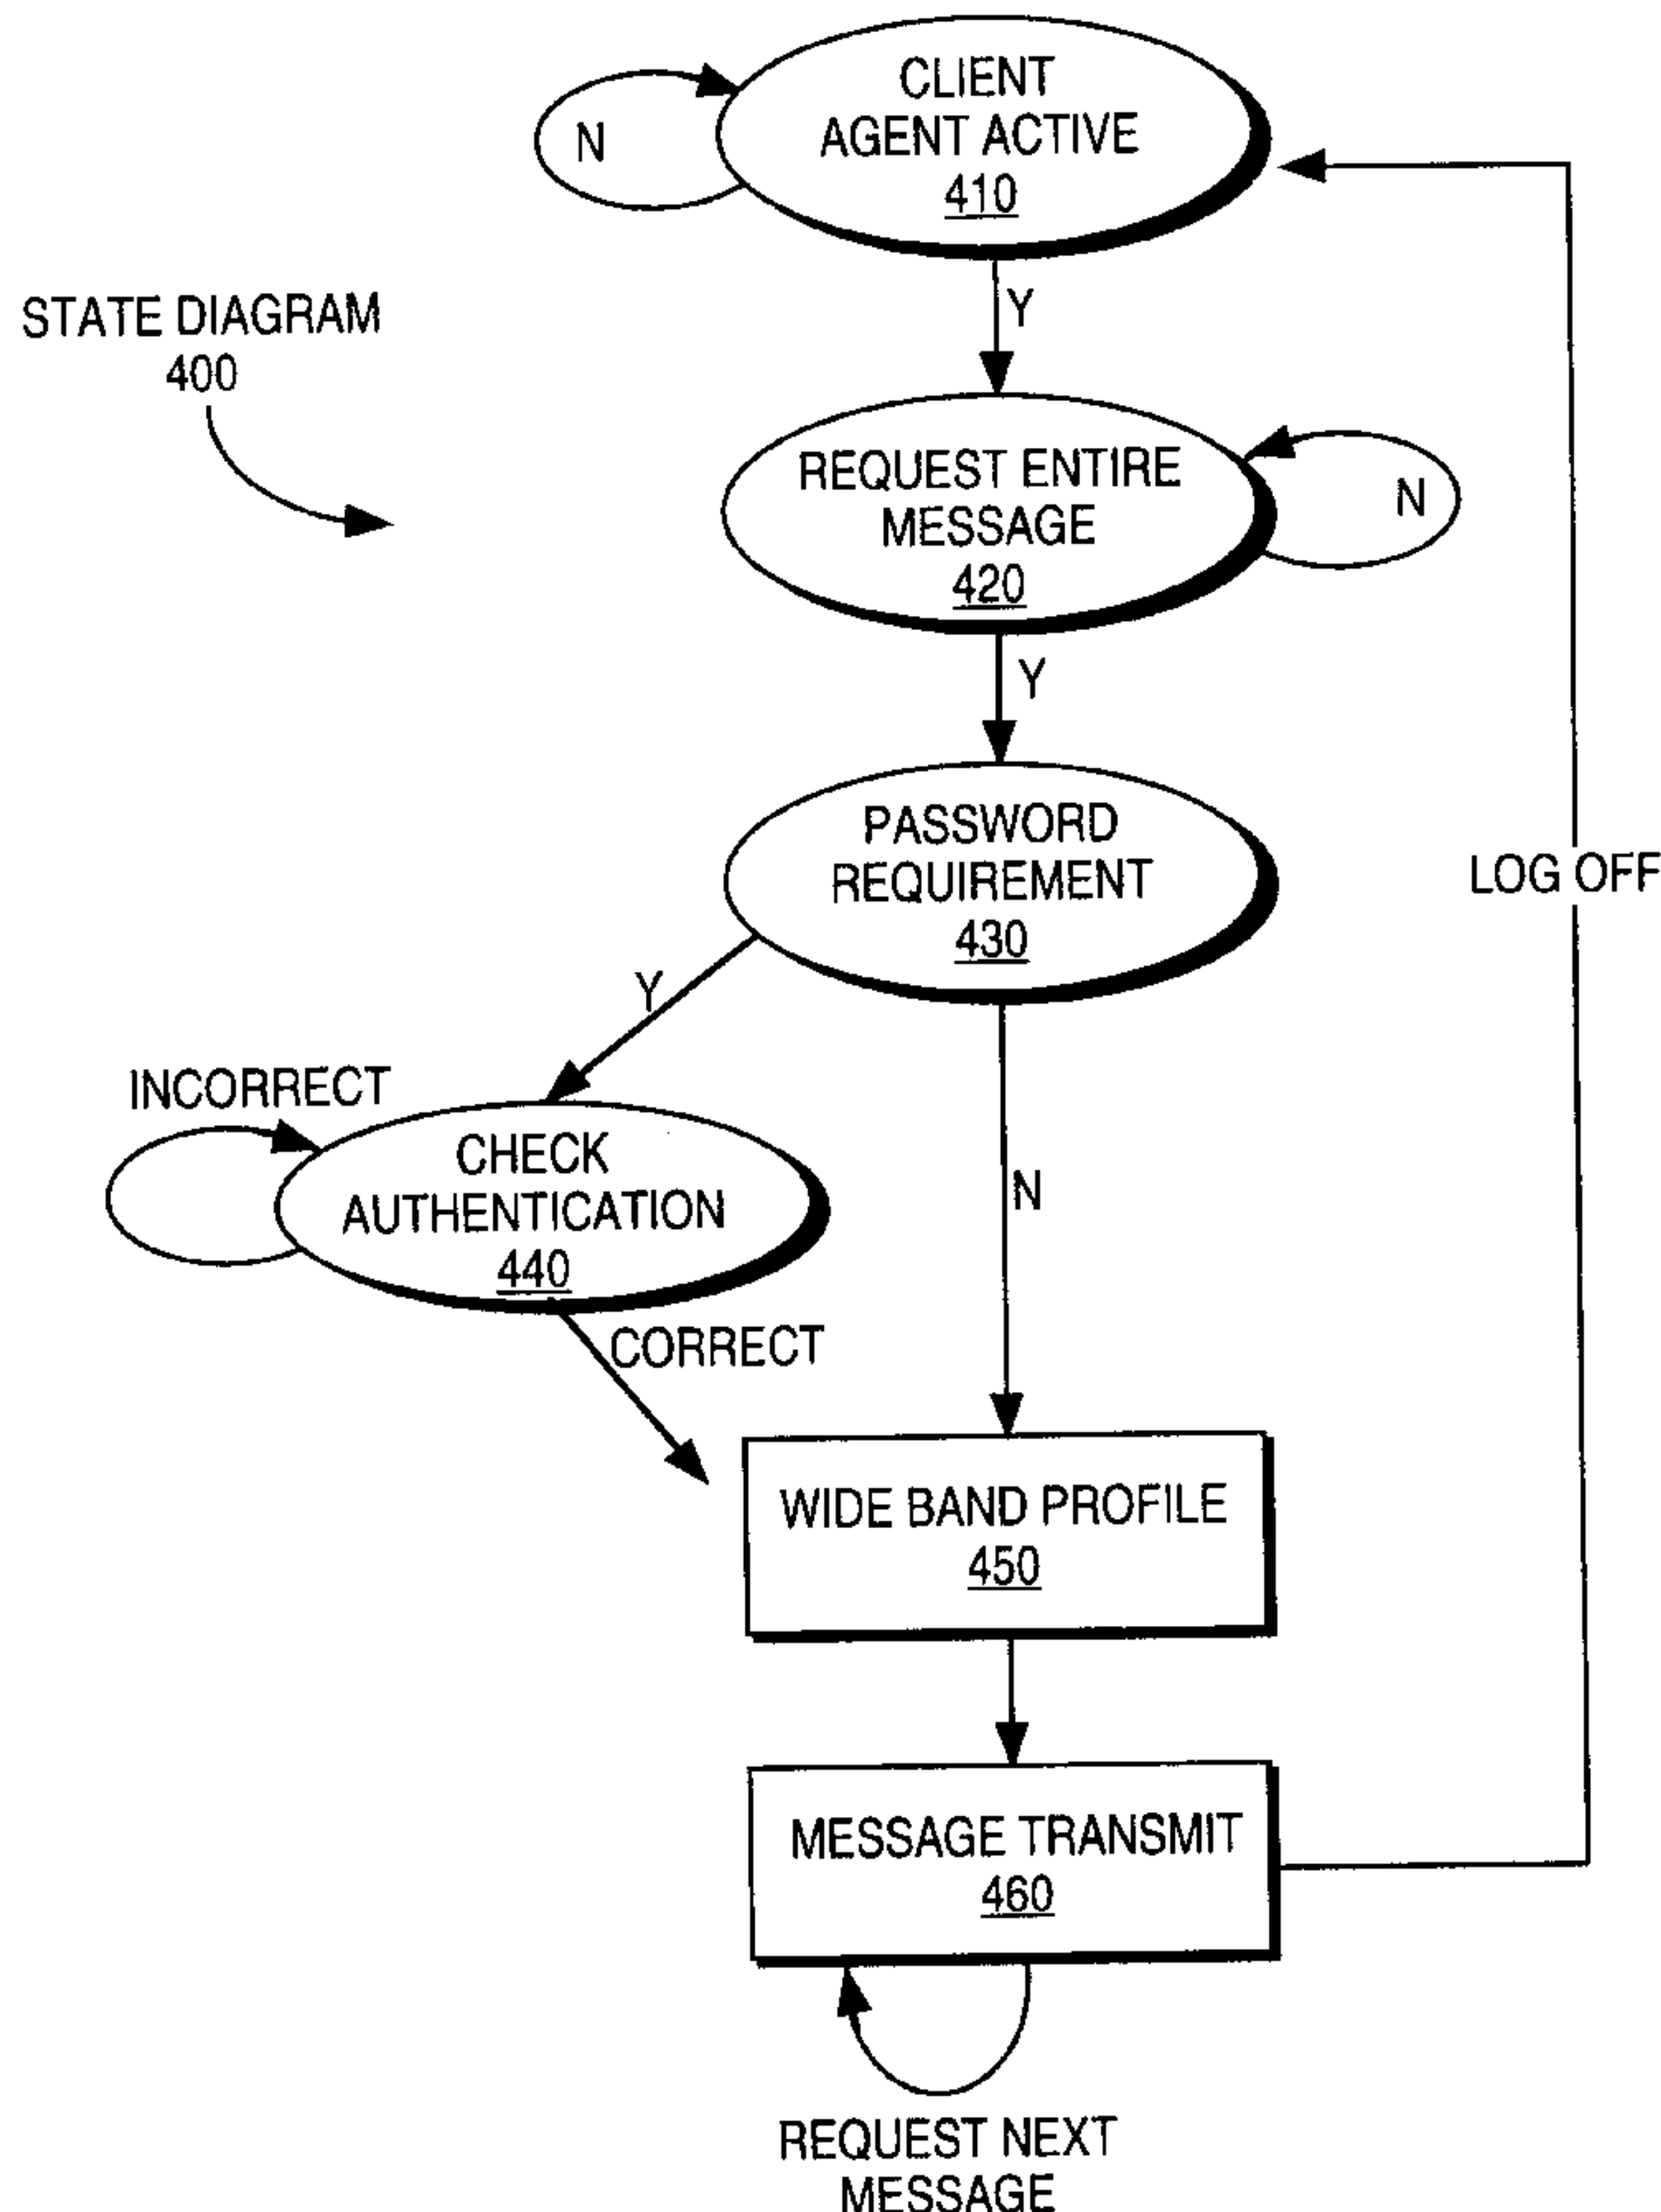 CLIENT
AGENT ACTIVE
410
N
Y
STATE DIAGRAM
400
REQUEST ENTIRE
MESSAGE
420
N
Y
PASSWORD
REQUIREMENT
430
LOG OFF
Y
N
INCORRECT
CHECK
AUTHENTICATION
440
CORRECT
WIDE BAND PROFILE
450
MESSAGE TRANSMIT
460
REQUEST NEXT
MESSAGE